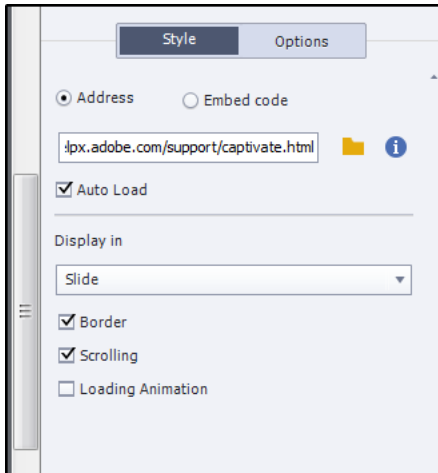 Style Options
Address Embed code
lpx.adobe.com/support/captivate.html
Auto Load
Display in
Slide
Border
Scrolling
Loading Animation